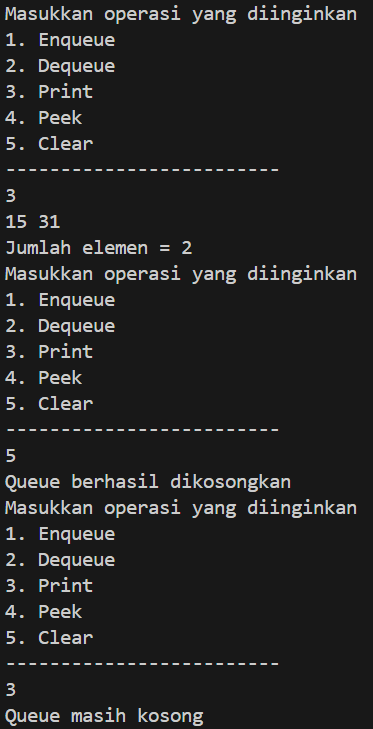 Masukkan operasi yang diinginkan
1. Enqueue
2. Dequeue
3. Print
4. Peek
5. Clear
-------------------------
3
15 31
Jumlah elemen = 2
Masukkan operasi yang diinginkan
1. Enqueue
2. Dequeue
3. Print
4. Peek
5. Clear
-------------------------
5
Queue berhasil dikosongkan
Masukkan operasi yang diinginkan
1. Enqueue
2. Dequeue
3. Print
4. Peek
5. Clear
-------------------------
3
Queue masih kosong